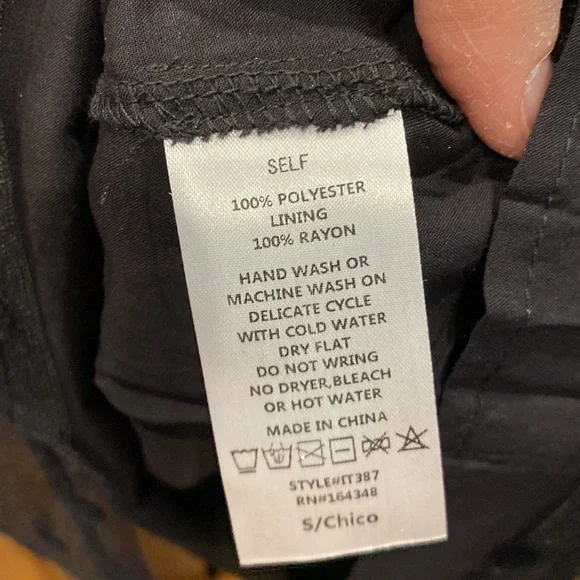 SELF
100% POLYESTER
LINING
100% RAYON
HAND WASH OR
MACHINE WASH ON
DELICATE CYCLE
WITH COLD WATER
DRY FLAT
DO NOT WRING
NO DRYER,BLEACH
OR HOT WATER
MADE IN CHINA
STYLE#IT387
RN#164348
S/Chico